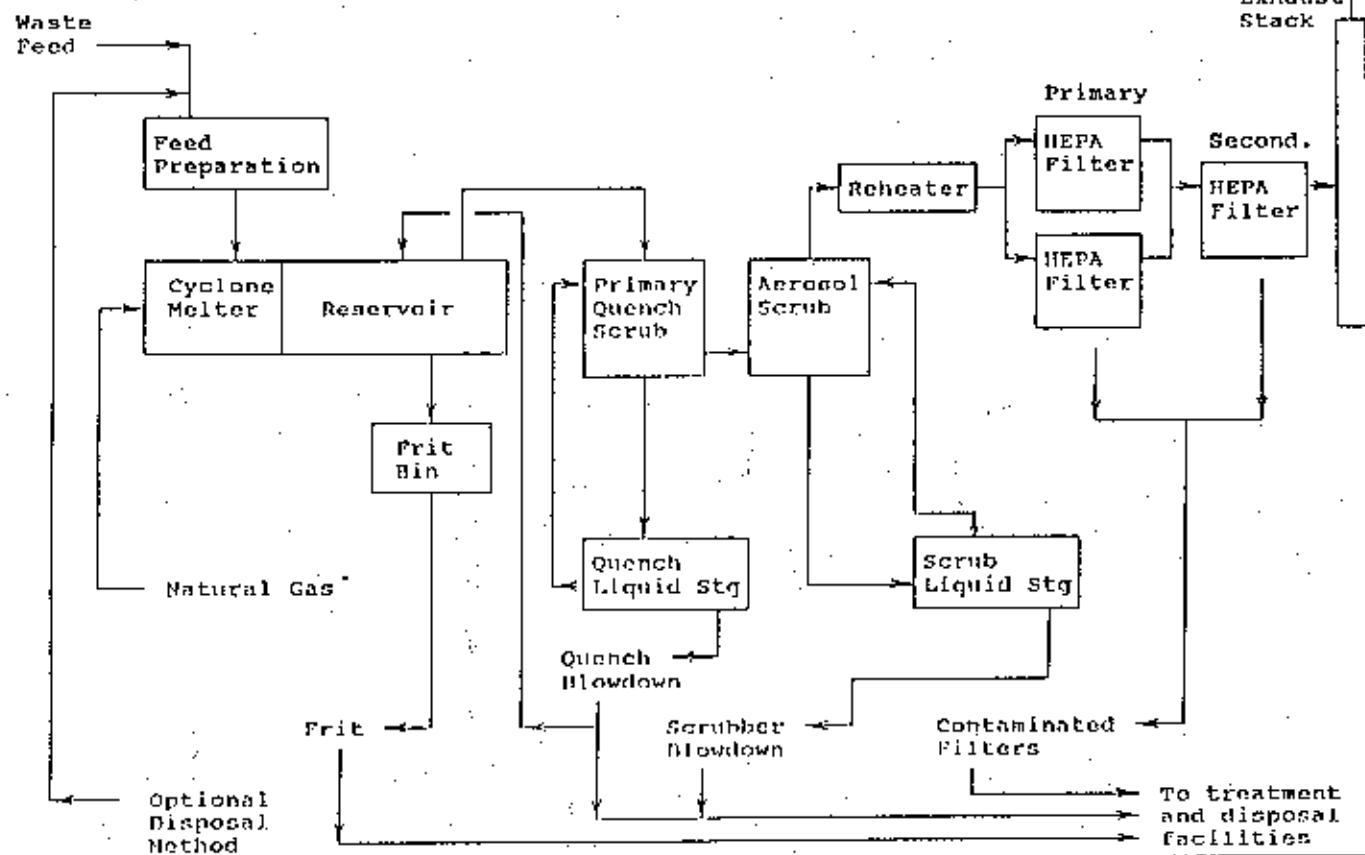 Exhaust
Stack
Waste
Feed
Primary
Feed
Preparation
HEPA
Filter
Second.
Reheater
HEPA
Filter
HEPA
Filter
Cyclone
Melter
Reservoir
Primary
Quench
Scrub
Aerosol
Scrub
Frit
Bin
Quench
Liquid Stg
Scrub
Liquid Stg
Natural Gas
Quench
Blowdown
Frit
Scrubber
Blowdown
Contaminated
Filters
Optional
Disposal
Method
To treatment
and disposal
facilities